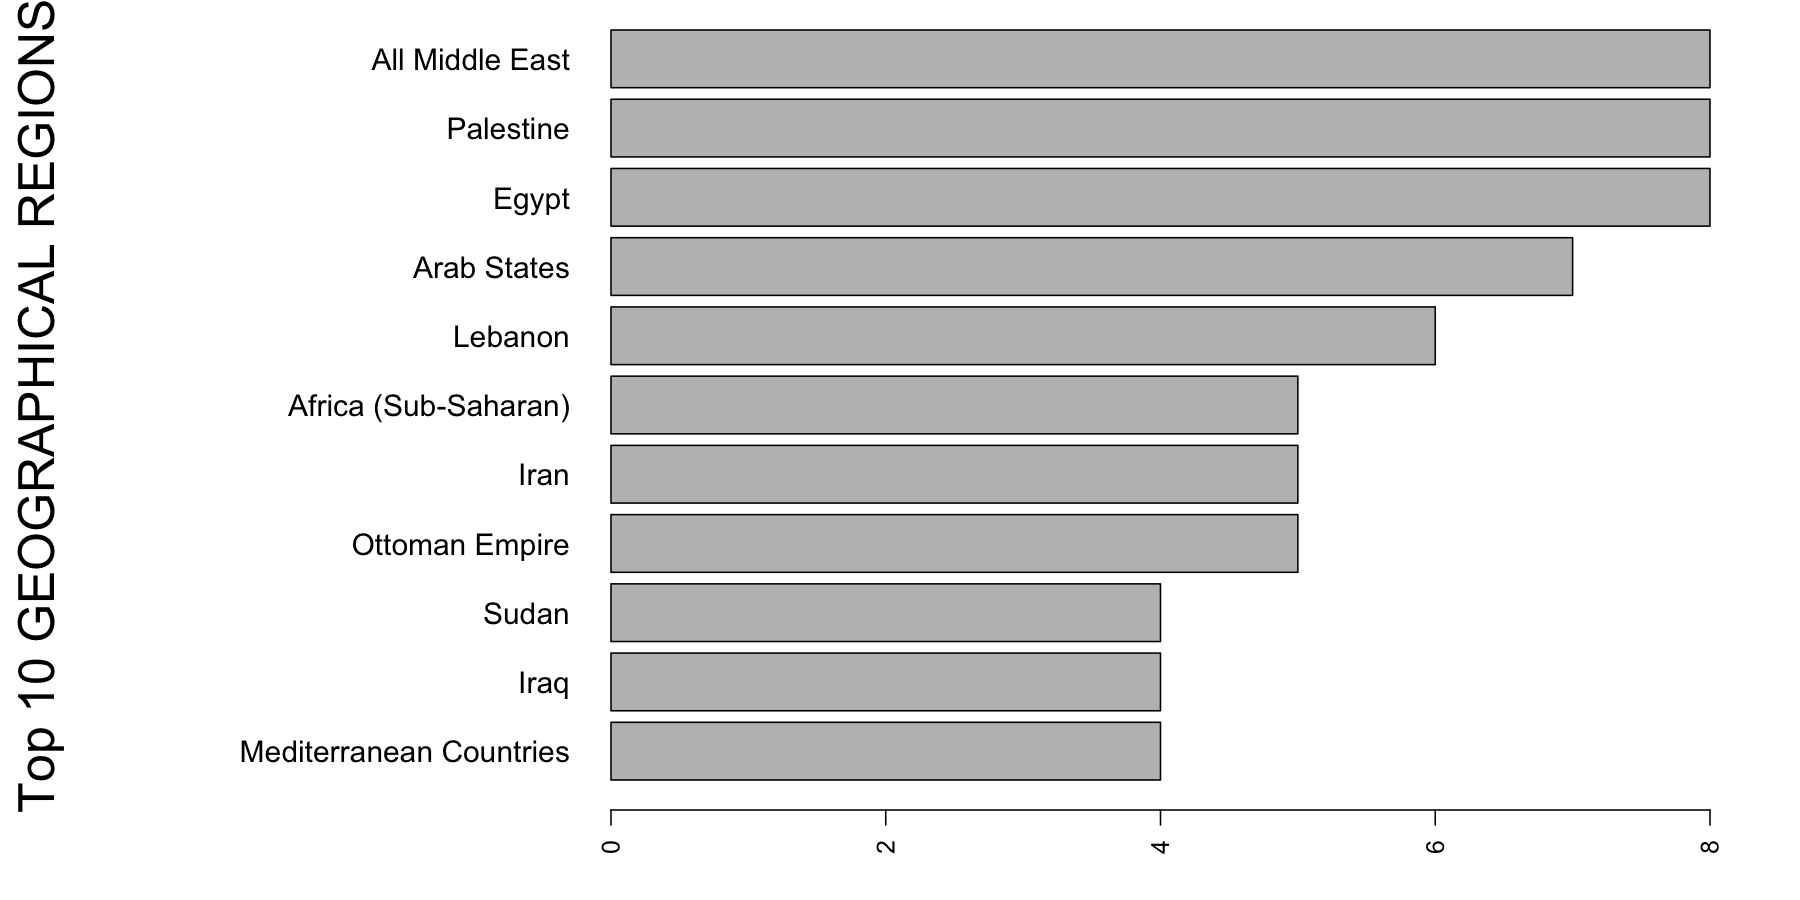 Top 10 GEOGRAPHICAL REGIONS
All Middle East
Palestine
Egypt
Arab States
Lebanon
Africa (Sub-Saharan)
Iran
Ottoman Empire
Sudan
Iraq
Mediterranean Countries
0 2 4 6 8